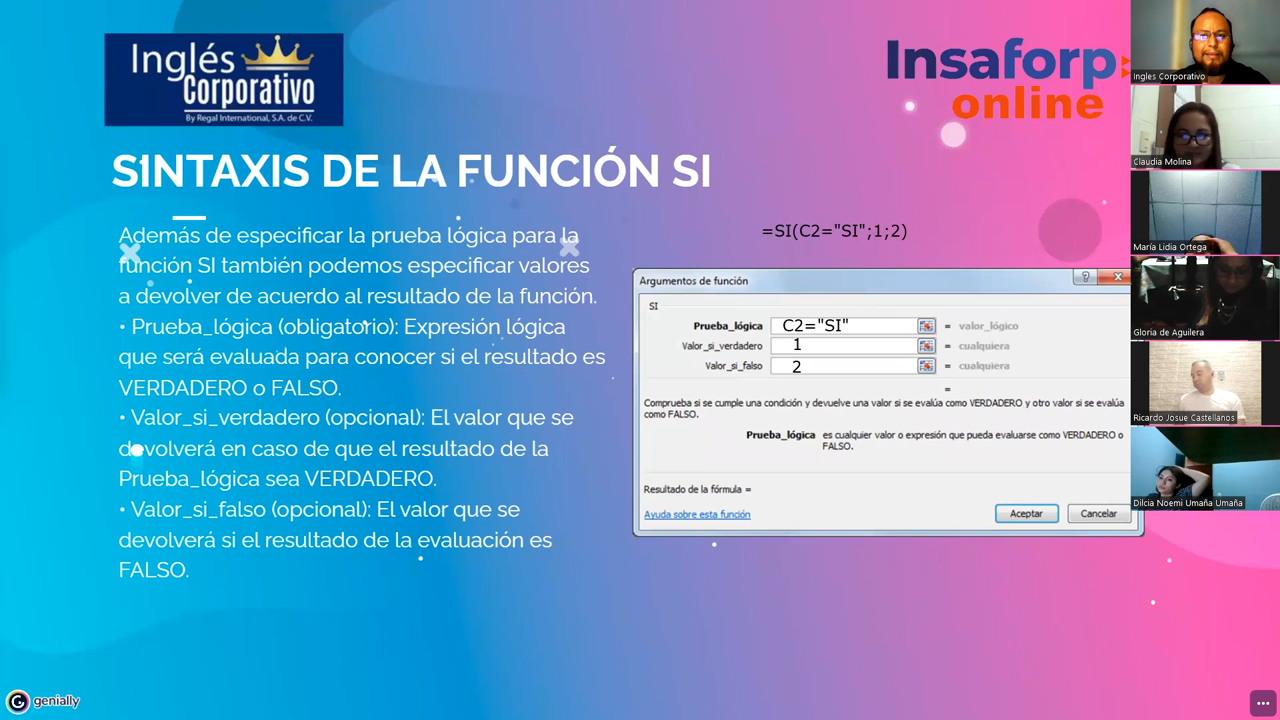 Inglés
Corporativo
By Regal International, S.A. de C.V.
Insaforp
online
SINTAXIS DE LA FUNCIÓN SI
Además de especificar la prueba lógica para la
función SI también podemos especificar valores
a devolver de acuerdo al resultado de la función.
• Prueba_lógica (obligatorio): Expresión lógica
que será evaluada para conocer si el resultado es
VERDADERO o FALSO.
• Valor_si_verdadero (opcional): El valor que se
devolverá en caso de que el resultado de la
Prueba_lógica sea VERDADERO.
• Valor_si_falso (opcional): El valor que se
devolverá si el resultado de la evaluación es
FALSO.
=SI(C2="SI";1;2)
Argumentos de función
SI
Prueba_lógica C2="SI" = valor_lógico
Valor_si_verdadero 1 = cualquiera
Valor_si_falso 2 = cualquiera
=
Comprueba si se cumple una condición y devuelve una valor si se evalúa como VERDADERO y otro valor si se evalúa
como FALSO.
Prueba_lógica es cualquier valor o expresión que pueda evaluarse como VERDADERO o
FALSO.
Resultado de la fórmula =
Ayuda sobre esta función
Aceptar
Cancelar
Ingles Corporativo
Claudia Molina
María Lidia Ortega
Gloria de Aguilera
Ricardo Josue Castellanos
Dilcia Noemi Umaña Umaña
genially